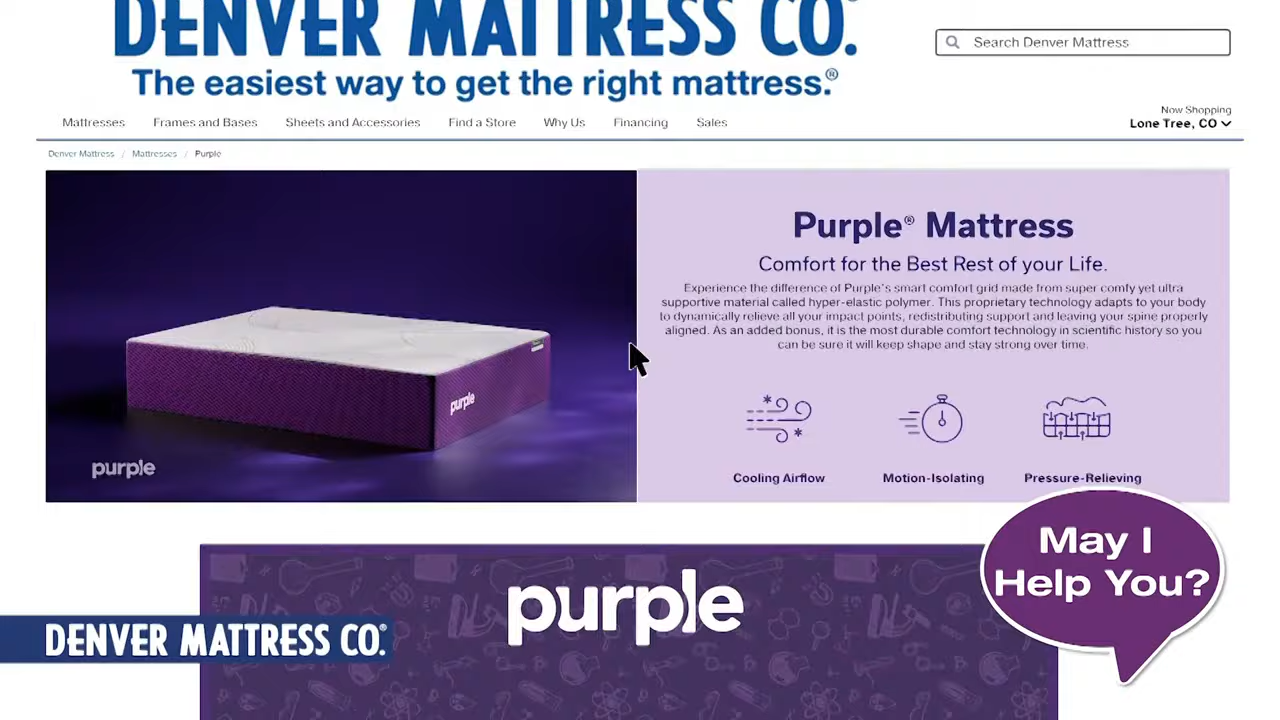 DENVER MATTRESS CO.®
The easiest way to get the right mattress.®
Search Denver Mattress
Mattresses Frames and Bases Sheets and Accessories Find a Store Why Us Financing Sales
Now Shopping
Lone Tree, CO
Denver Mattress / Mattresses / Purple
purple
purple
Purple® Mattress
Comfort for the Best Rest of your Life.
Experience the difference of Purple's smart comfort grid made from super comfy yet ultra
supportive material called hyper-elastic polymer. This proprietary technology adapts to your body
to dynamically relieve all your impact points, redistributing support and leaving your spine properly
aligned. As an added bonus, it is the most durable comfort technology in scientific history so you
can be sure it will keep shape and stay strong over time.
Cooling Airflow Motion-Isolating Pressure-Relieving
May I
Help You?
purple
DENVER MATTRESS CO.®